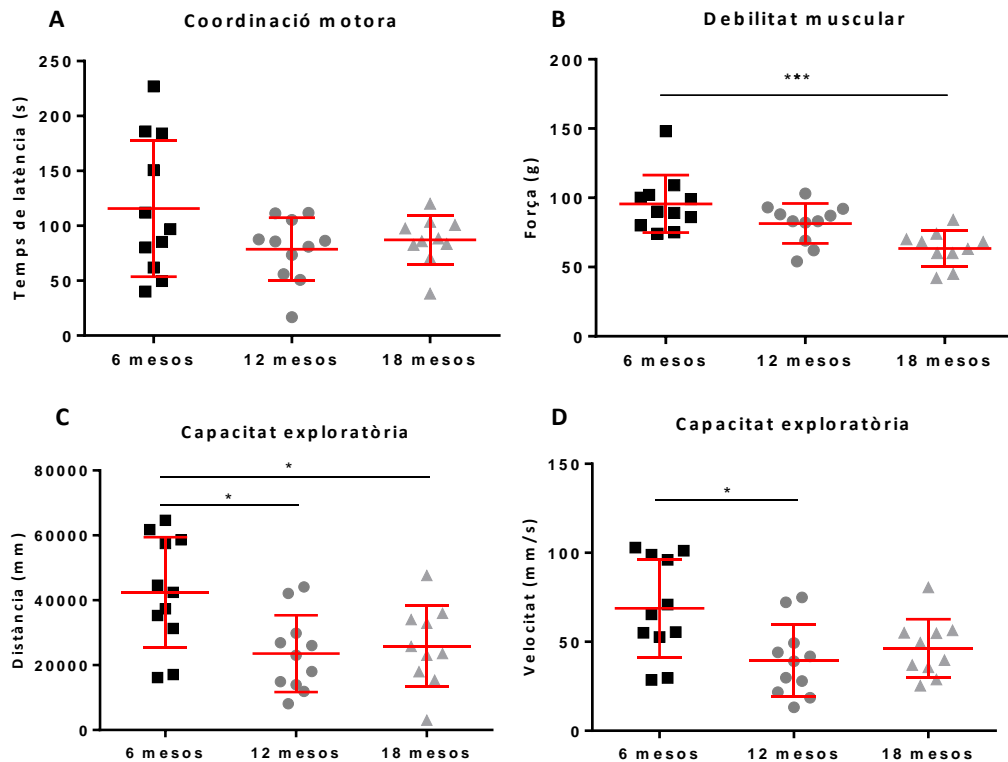 A
Coordinació motora
Temps de latència (s)
250
200
150
100
50
0
6 mesos
12 mesos
18 mesos
B
Debilitat muscular
Força (g)
200
150
100
50
0
***
6 mesos
12 mesos
18 mesos
C
Capacitat exploratòria
Distància (mm)
80000
60000
40000
20000
0
*
*
6 mesos
12 mesos
18 mesos
D
Capacitat exploratòria
Velocitat (mm/s)
150
100
50
0
*
6 mesos
12 mesos
18 mesos